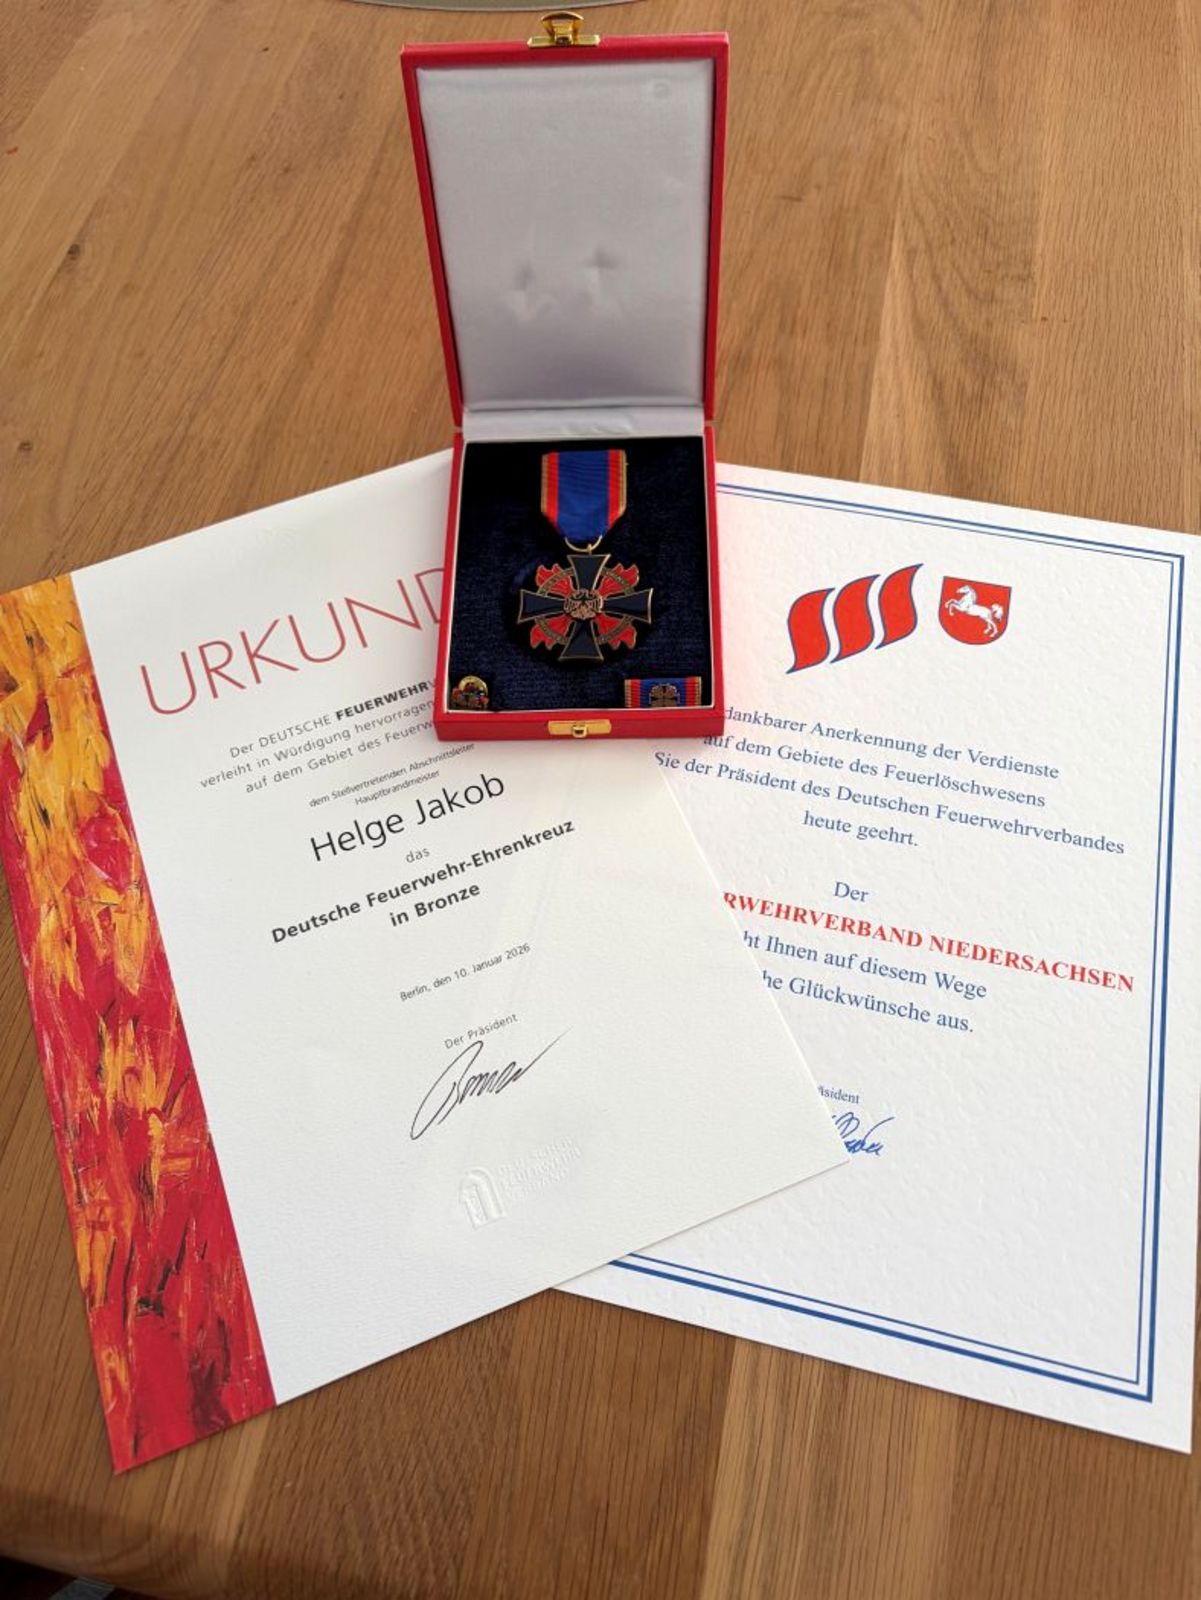 URKUND
Der DEUTSCHE FEUERWEHRV
verleiht in Würdigung hervorragen
auf dem Gebiet des Feuerw
dem Stellvertretenden Abschnittsleiter
Hauptbrandmeister
Helge Jakob
das
Deutsche Feuerwehr-Ehrenkreuz
in Bronze
Berlin, den 10. Januar 2026
Der Präsident
dankbarer Anerkennung der Verdienste
auf dem Gebiete des Feuerlöschwesens
Sie der Präsident des Deutschen Feuerwehrverbandes
heute geehrt.
Der
RWEHRVERBAND NIEDERSACHSEN
ht Ihnen auf diesem Wege
he Glückwünsche aus.
äsident